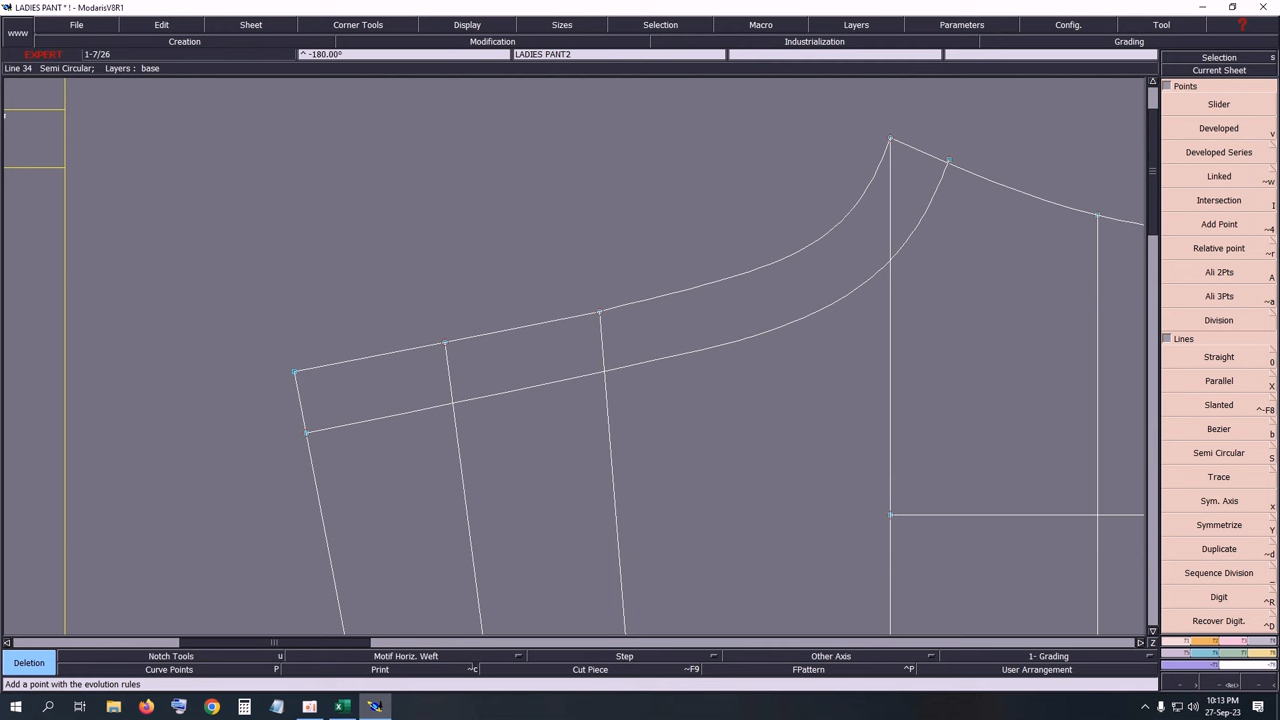 LADIES PANT * ! - ModarisV8R1
www File Edit Sheet Corner Tools Display Sizes Selection Macro Layers Parameters Config. Tool ?
Creation Modification Industrialization Grading
EXPERT 1-7/26 ^ -180.00° LADIES PANT2
Line 34 Semi Circular; Layers : base
Selection s
Current Sheet
Points
Slider
Developed v
Developed Series
Linked ~w
Intersection I
Add Point ~4
Relative point ~r
Ali 2Pts A
Ali 3Pts ~a
Division
Lines
Straight 0
Parallel X
Slanted ^~F8
Bezier b
Semi Circular S
Trace
Sym. Axis x
Symmetrize Y
Duplicate ~d
Sequence Division _
Digit ^R
Recover Digit. ^D
Z
Deletion Notch Tools u Motif Horiz. Weft Step Other Axis 1- Grading
Curve Points P Print ~c Cut Piece ~F9 FPattern ^P User Arrangement
Add a point with the evolution rules
10:13 PM
27-Sep-23